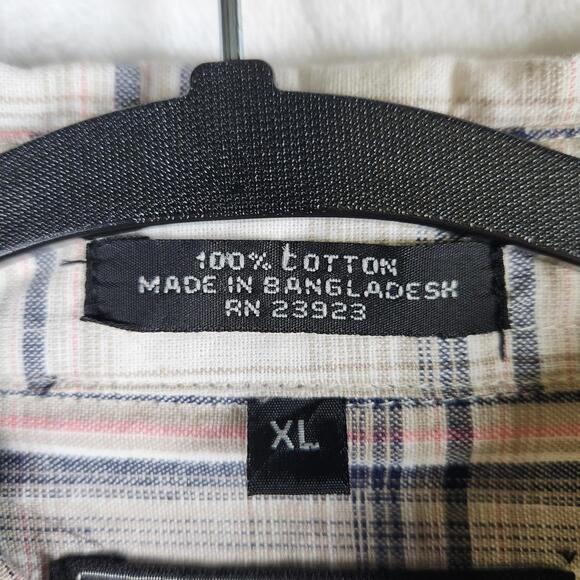 100% COTTON
MADE IN BANGLADESH
RN 23923
XL